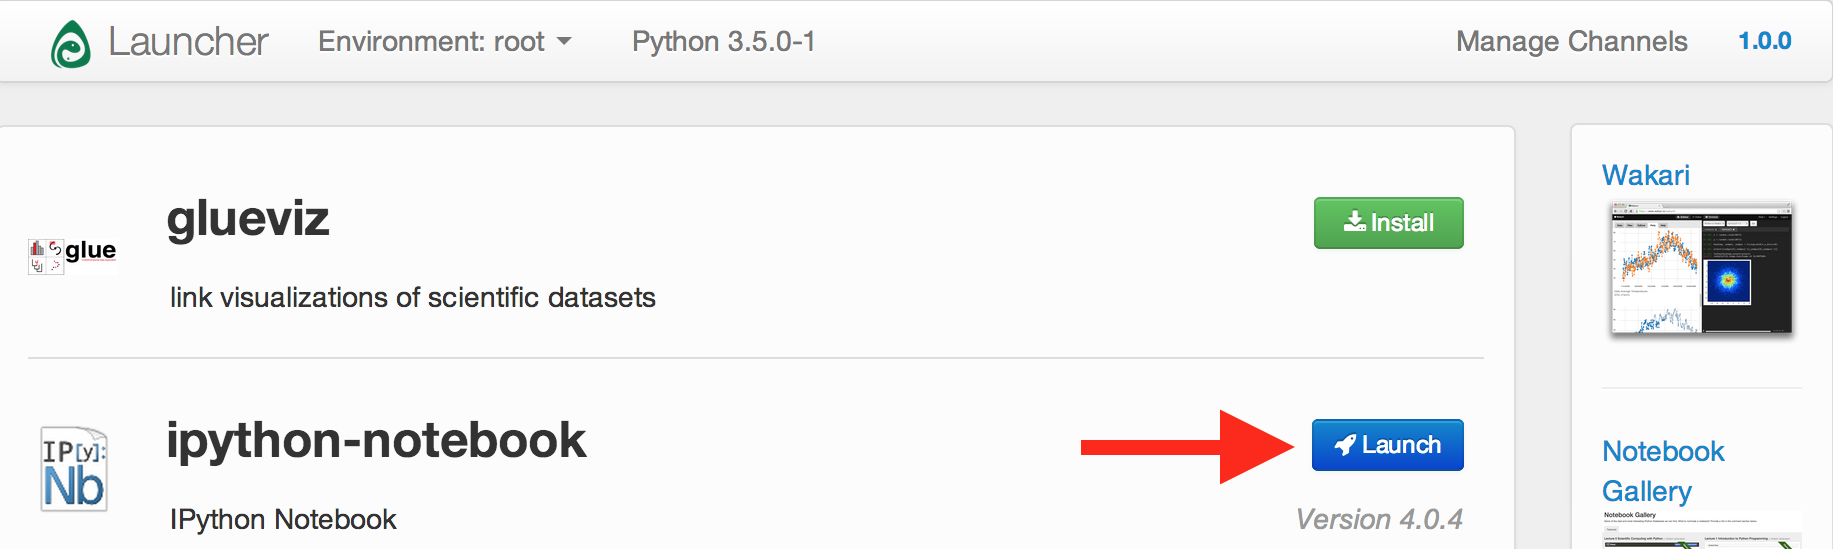 Launcher
Environment: root
Python 3.5.0-1
Manage Channels
1.0.0
glueviz
Install
glue
link visualizations of scientific datasets
ipython-notebook
Launch
IP[y]:
Nb
IPython Notebook
Version 4.0.4
Wakari
Notebook
Gallery
Notebook Gallery